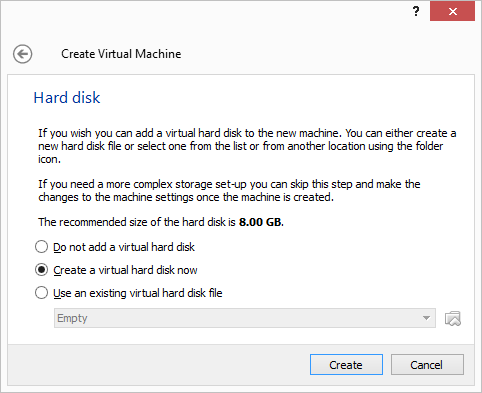 ?
Create Virtual Machine
Hard disk
If you wish you can add a virtual hard disk to the new machine. You can either create a
new hard disk file or select one from the list or from another location using the folder
icon.
If you need a more complex storage set-up you can skip this step and make the
changes to the machine settings once the machine is created.
The recommended size of the hard disk is 8.00 GB.
Do not add a virtual hard disk
Create a virtual hard disk now
Use an existing virtual hard disk file
Empty
Create Cancel